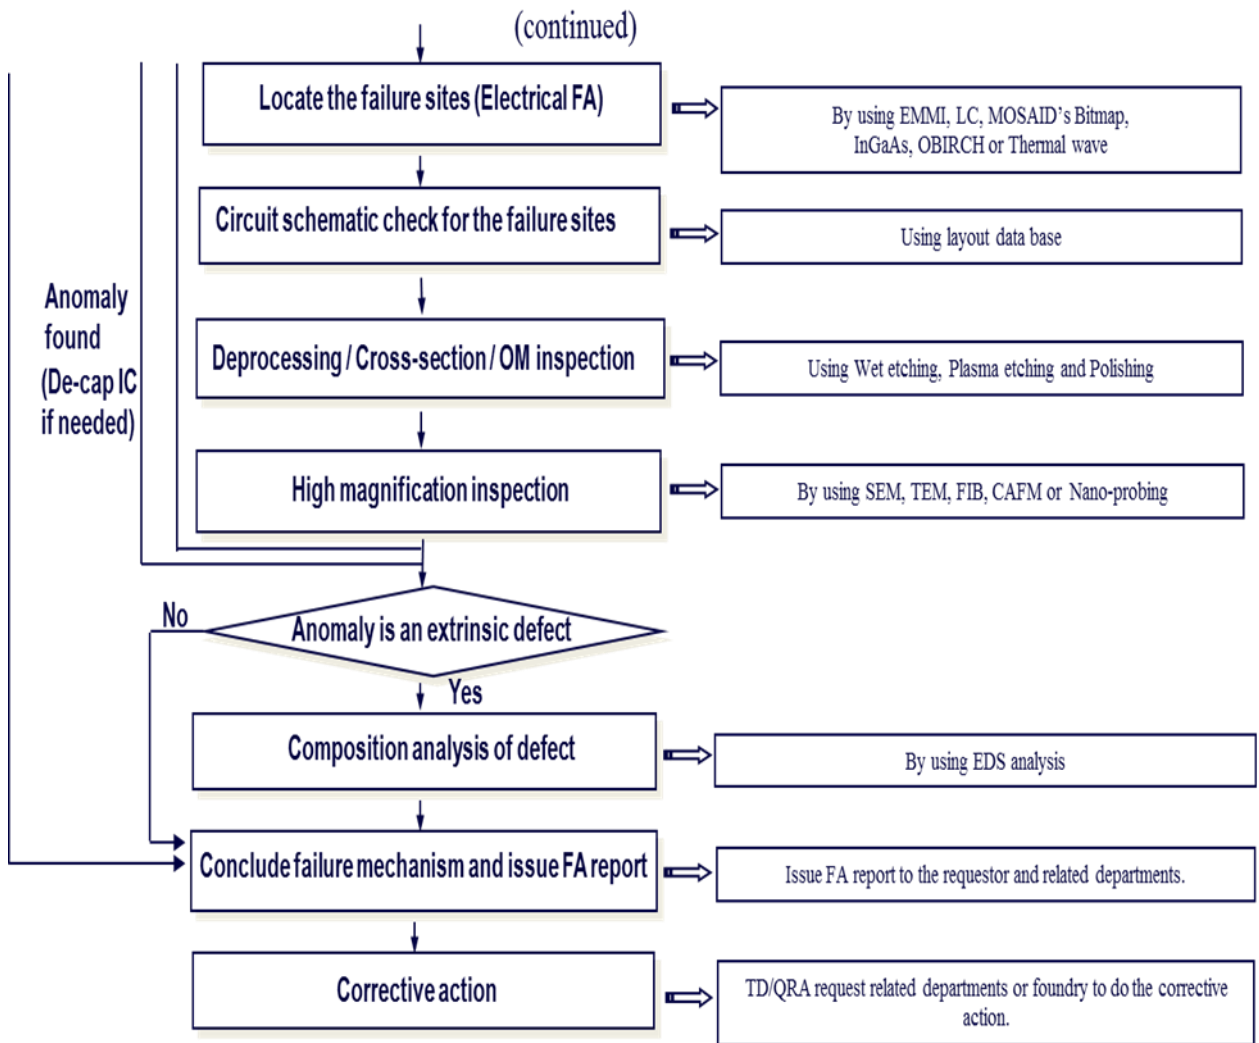 (continued)
Locate the failure sites (Electrical FA)
By using EMMI, LC, MOSAID's Bitmap,
InGaAs, OBIRCH or Thermal wave
Circuit schematic check for the failure sites
Using layout data base
Anomaly
found
(De-cap IC
if needed)
Deprocessing / Cross-section / OM inspection
Using Wet etching, Plasma etching and Polishing
High magnification inspection
By using SEM, TEM, FIB, CAFM or Nano-probing
No
Anomaly is an extrinsic defect
Yes
Composition analysis of defect
By using EDS analysis
Conclude failure mechanism and issue FA report
Issue FA report to the requestor and related departments.
Corrective action
TD/QRA request related departments or foundry to do the corrective
action.